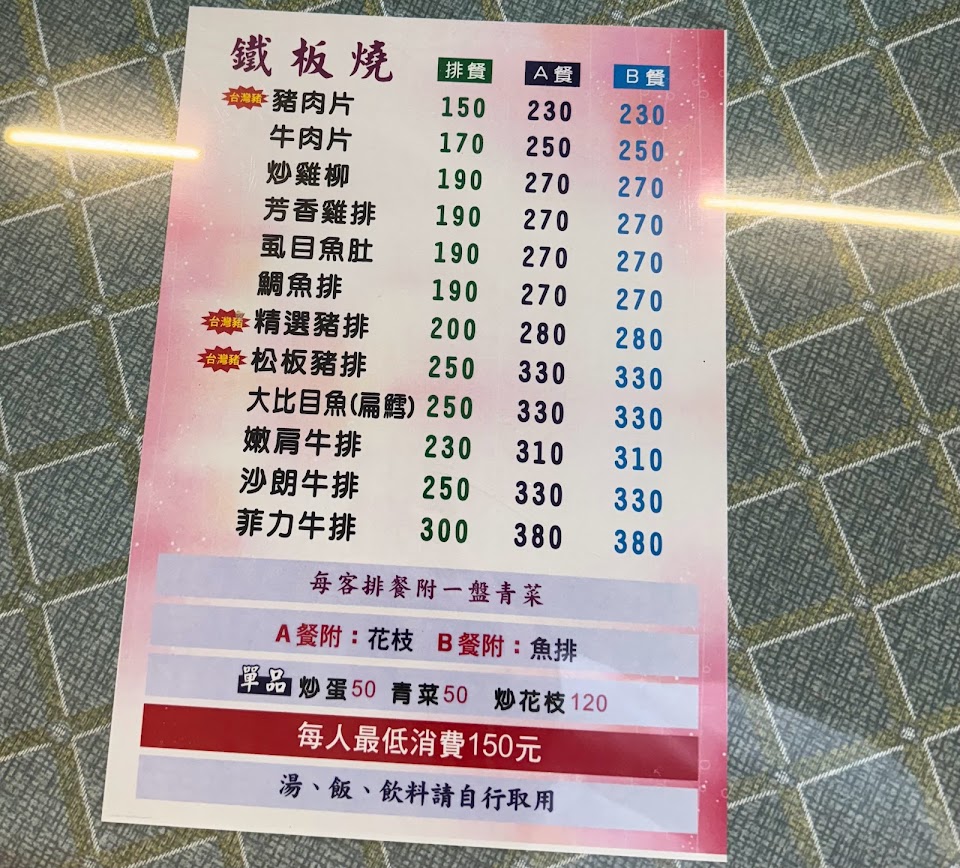 鐵板燒 排餐 A餐 B餐
台灣豬 豬肉片 150 230 230
牛肉片 170 250 250
炒雞柳 190 270 270
芳香雞排 190 270 270
虱目魚肚 190 270 270
鯛魚排 190 270 270
台灣豬 精選豬排 200 280 280
台灣豬 松板豬排 250 330 330
大比目魚(扁鱈) 250 330 330
嫩肩牛排 230 310 310
沙朗牛排 250 330 330
菲力牛排 300 380 380
每客排餐附一盤青菜
A餐附：花枝 B餐附：魚排
單品 炒蛋50 青菜50 炒花枝120
每人最低消費150元
湯、飯、飲料請自行取用